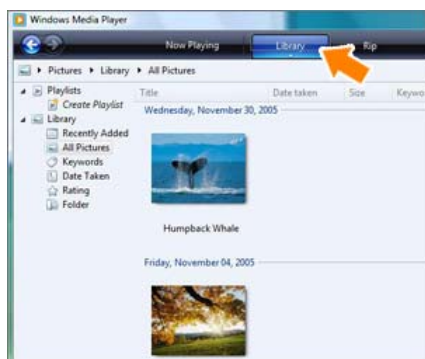 Windows Media Player
Now Playing Library Rip
Pictures ▸ Library ▸ All Pictures
Playlists
Create Playlist
Library
Recently Added
All Pictures
Keywords
Date Taken
Rating
Folder
Title Date taken Size Keywo
Wednesday, November 30, 2005
Humpback Whale
Friday, November 04, 2005